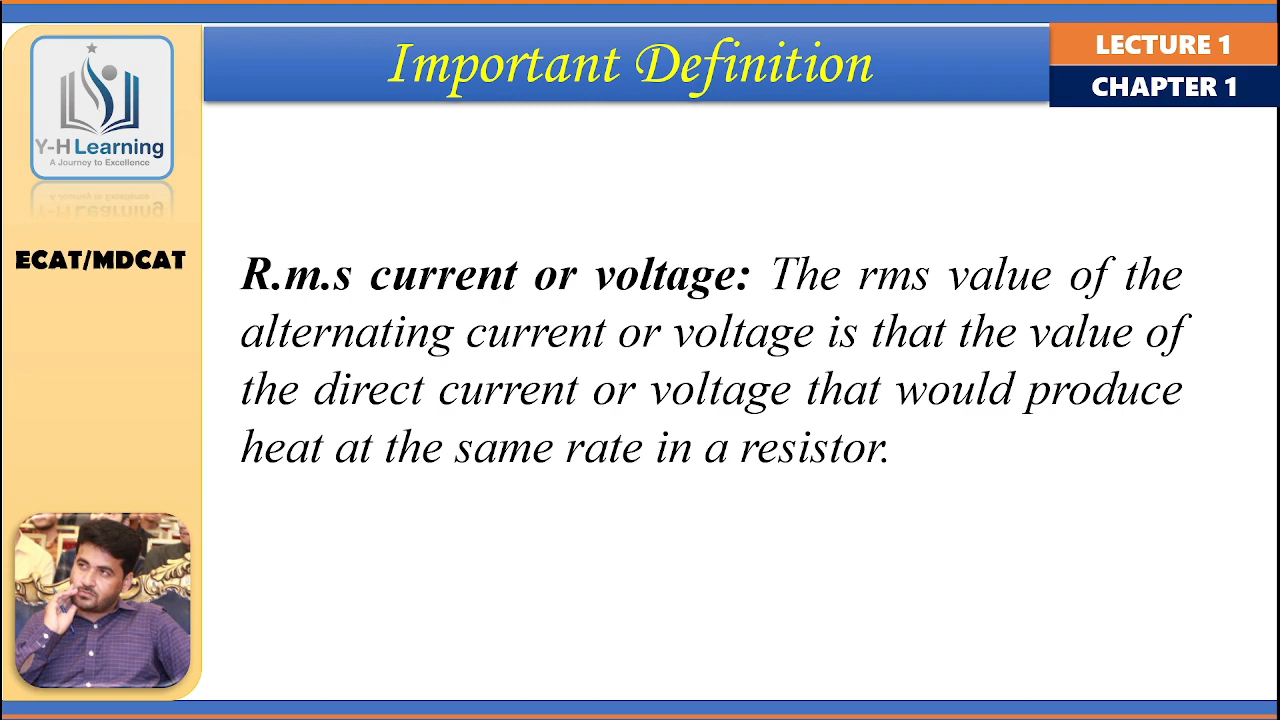 Important Definition
LECTURE 1
CHAPTER 1
Y-H Learning
A Journey to Excellence
ECAT/MDCAT
R.m.s current or voltage: The rms value of the
alternating current or voltage is that the value of
the direct current or voltage that would produce
heat at the same rate in a resistor.